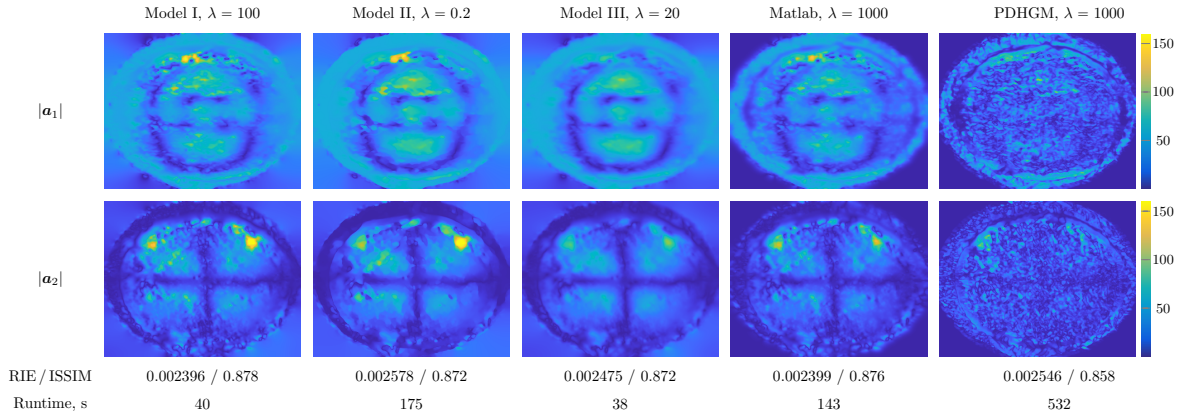 Model I, λ = 100 Model II, λ = 0.2 Model III, λ = 20 Matlab, λ = 1000 PDHGM, λ = 1000
|a₁|
150
100
50
|a₂|
150
100
50
RIE / ISSIM 0.002396 / 0.878 0.002578 / 0.872 0.002475 / 0.872 0.002399 / 0.876 0.002546 / 0.858
Runtime, s 40 175 38 143 532